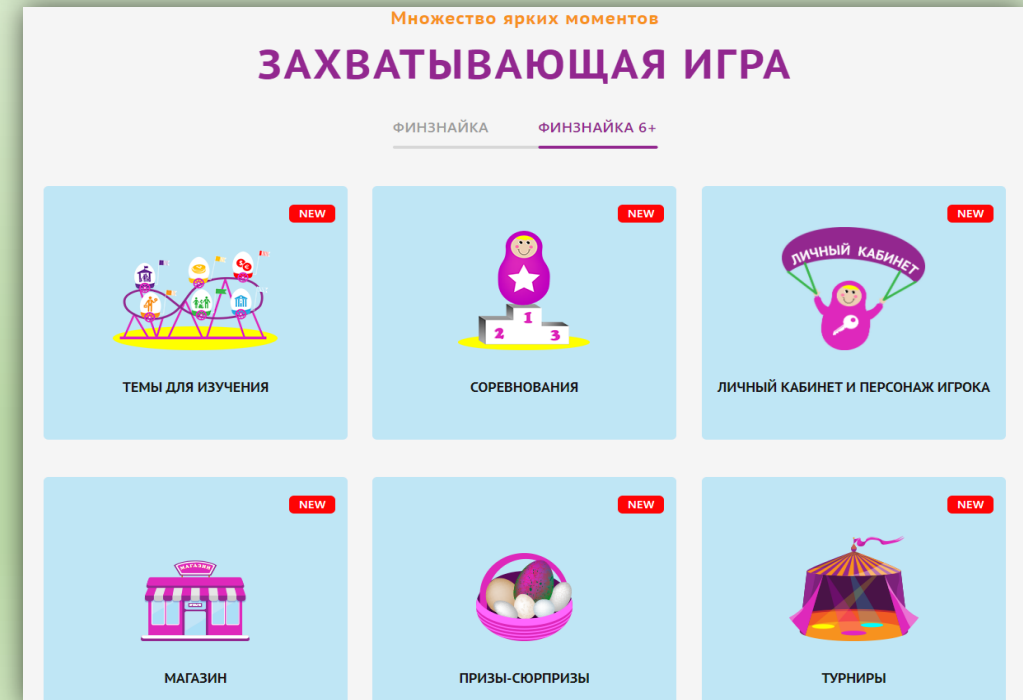 Множество ярких моментов
ЗАХВАТЫВАЮЩАЯ ИГРА
ФИНЗНАЙКА ФИНЗНАЙКА 6+
NEW NEW NEW
ЛИЧНЫЙ КАБИНЕТ
1
2 3
ТЕМЫ ДЛЯ ИЗУЧЕНИЯ СОРЕВНОВАНИЯ ЛИЧНЫЙ КАБИНЕТ И ПЕРСОНАЖ ИГРОКА
NEW NEW NEW
МАГАЗИН
МАГАЗИН ПРИЗЫ-СЮРПРИЗЫ ТУРНИРЫ